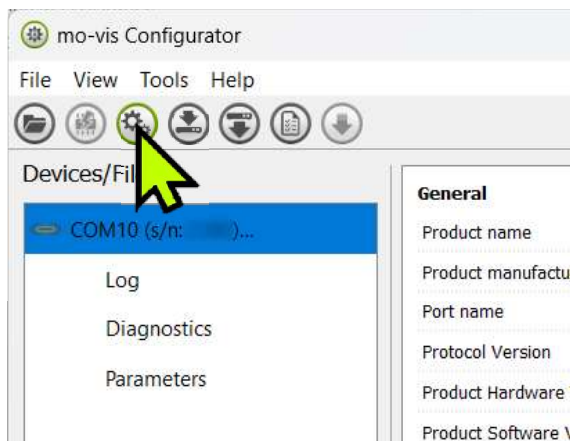 mo-vis Configurator
File View Tools Help
Devices/Fil
COM10 (s/n: )...
Log
Diagnostics
Parameters
General
Product name
Product manufactu
Port name
Protocol Version
Product Hardware
Product Software V